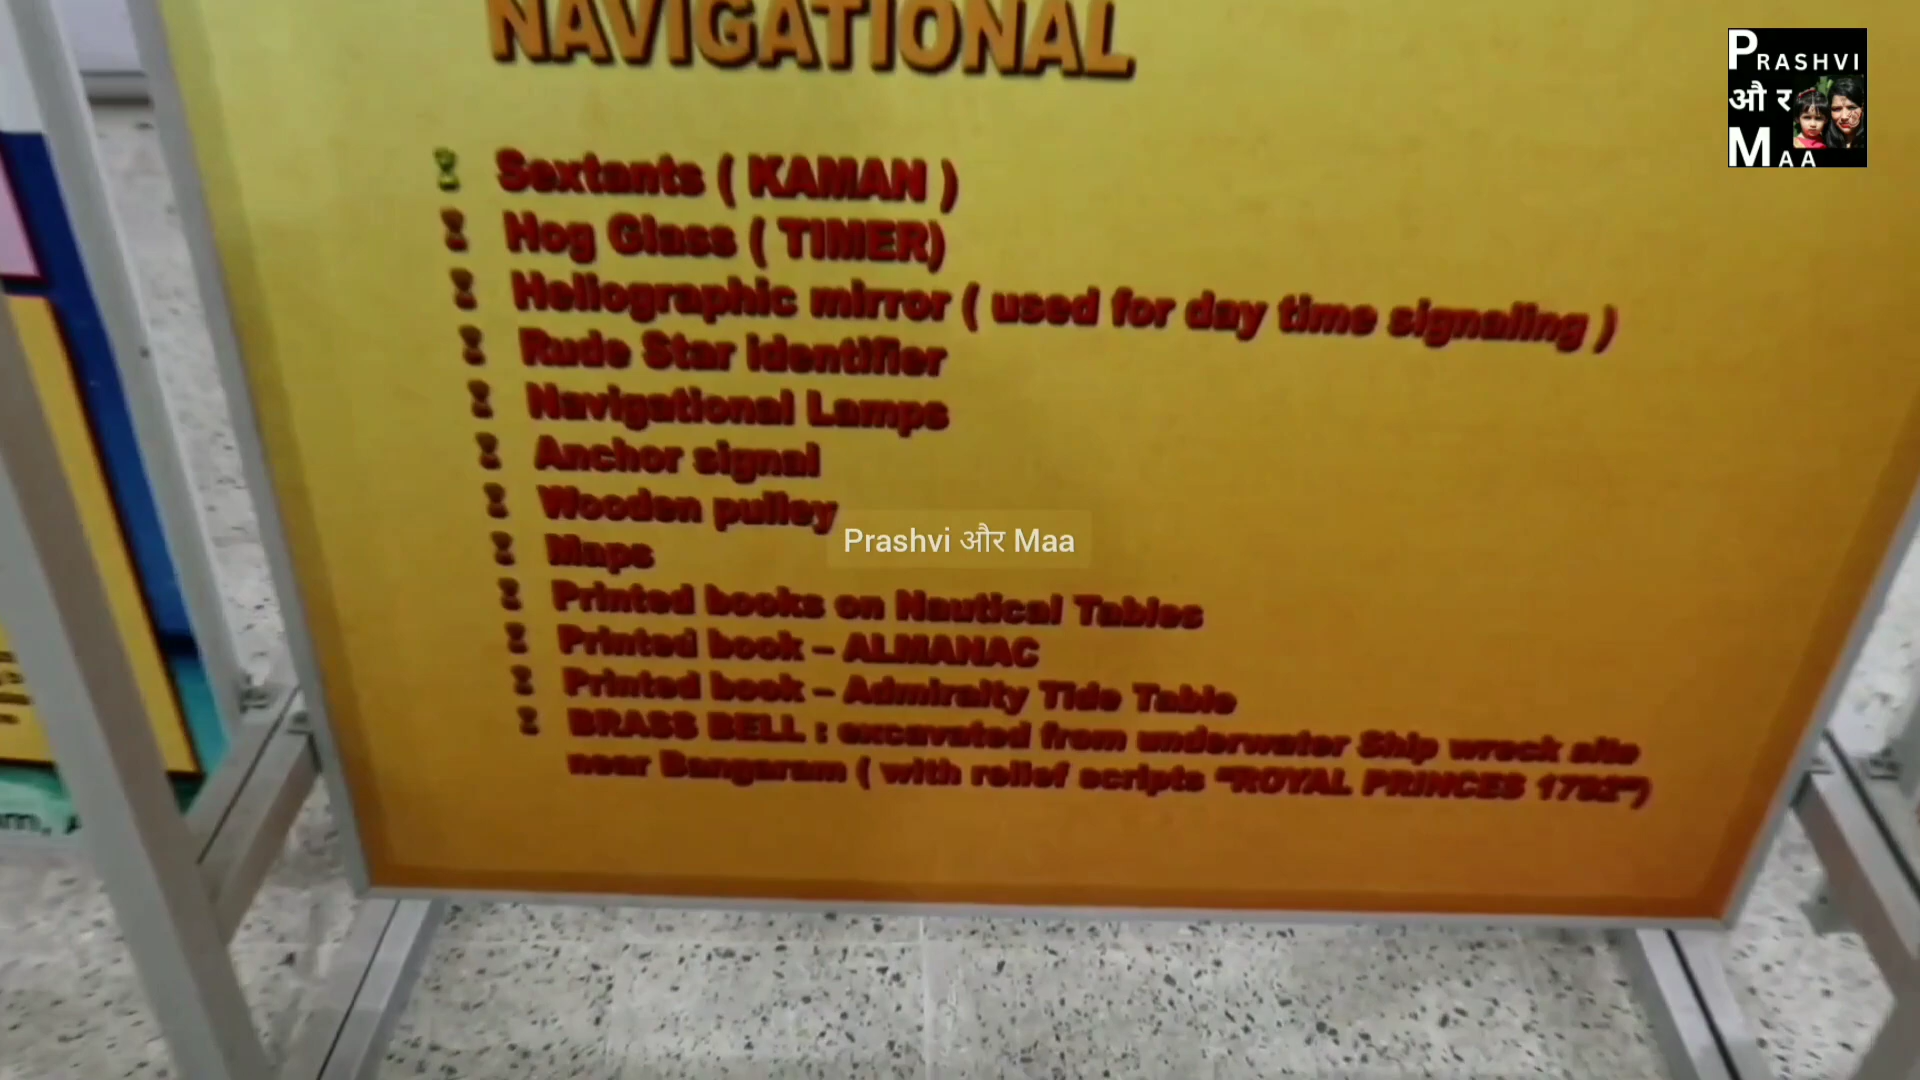 NAVIGATIONAL
Sextants ( KAMAN )
Hog Glass ( TIMER)
Heliographic mirror ( used for day time signaling )
Rude Star Identifier
Navigational Lamps
Anchor signal
Wooden pulley
Maps
Printed books on Nautical Tables
Printed book – ALMANAC
Printed book – Admiralty Tide Table
BRASS BELL : excavated from underwater Ship wreck site
near Bangaram ( with relief scripts “ROYAL PRINCES 1792”)
Prashvi और Maa
PRASHVI
और
MAA